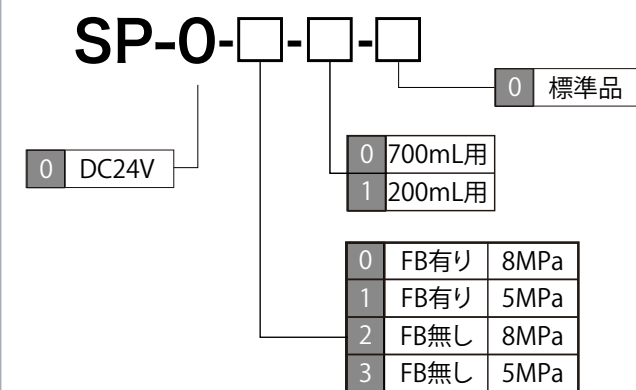 SP-0-□-□-□
0 標準品
0 DC24V
0 700mL用
1 200mL用
0 FB有り 8MPa
1 FB有り 5MPa
2 FB無し 8MPa
3 FB無し 5MPa